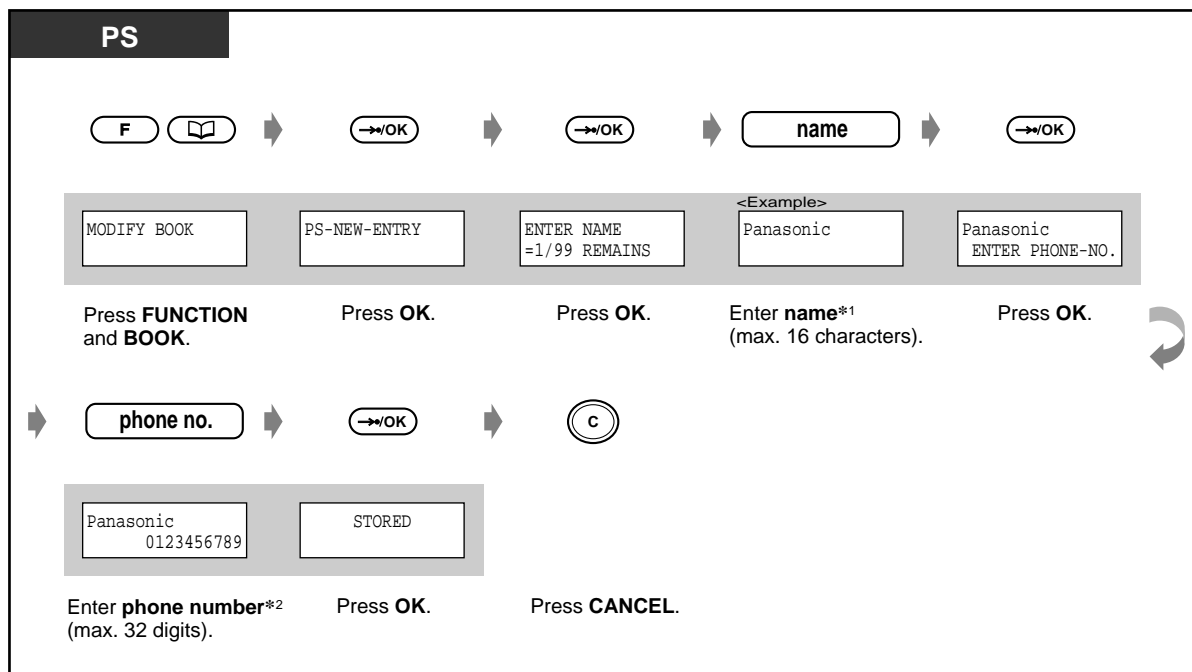 PS
F
→/OK
→/OK
name
→/OK
<Example>
MODIFY BOOK
PS-NEW-ENTRY
ENTER NAME
=1/99 REMAINS
Panasonic
Panasonic
ENTER PHONE-NO.
Press FUNCTION
and BOOK.
Press OK.
Press OK.
Enter name*1
(max. 16 characters).
Press OK.
phone no.
→/OK
C
Panasonic
0123456789
STORED
Enter phone number*2
(max. 32 digits).
Press OK.
Press CANCEL.